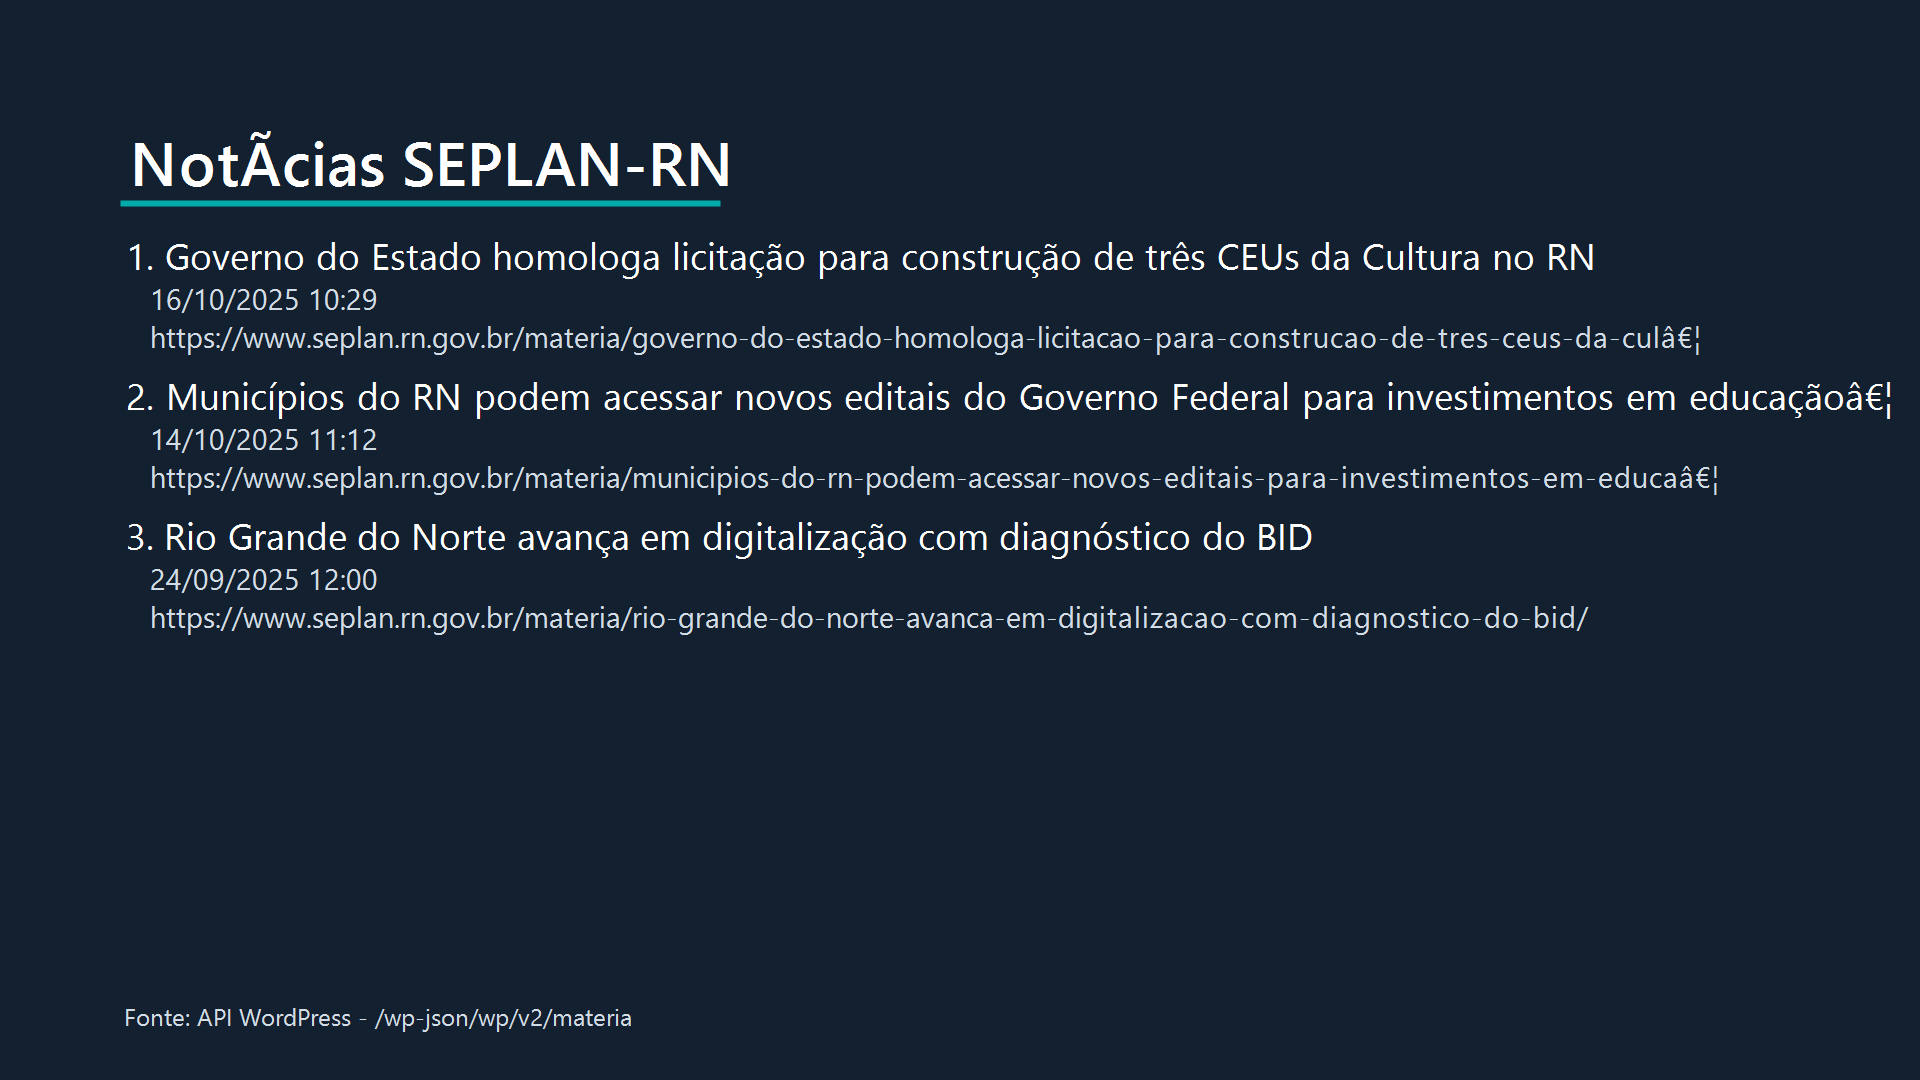 NotÃcias SEPLAN-RN
1. Governo do Estado homologa licitação para construção de três CEUs da Cultura no RN
16/10/2025 10:29
https://www.seplan.rn.gov.br/materia/governo-do-estado-homologa-licitacao-para-construcao-de-tres-ceus-da-culâ€¦
2. Municípios do RN podem acessar novos editais do Governo Federal para investimentos em educaçãoâ€¦
14/10/2025 11:12
https://www.seplan.rn.gov.br/materia/municipios-do-rn-podem-acessar-novos-editais-para-investimentos-em-educaâ€¦
3. Rio Grande do Norte avança em digitalização com diagnóstico do BID
24/09/2025 12:00
https://www.seplan.rn.gov.br/materia/rio-grande-do-norte-avanca-em-digitalizacao-com-diagnostico-do-bid/
Fonte: API WordPress - /wp-json/wp/v2/materia